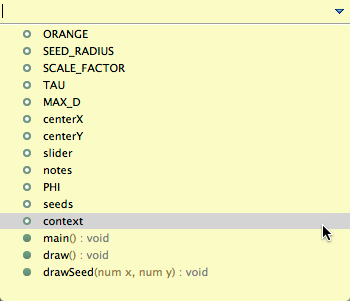 ORANGE
SEED_RADIUS
SCALE_FACTOR
TAU
MAX_D
centerX
centerY
slider
notes
PHI
seeds
context
main() : void
draw() : void
drawSeed(num x, num y) : void